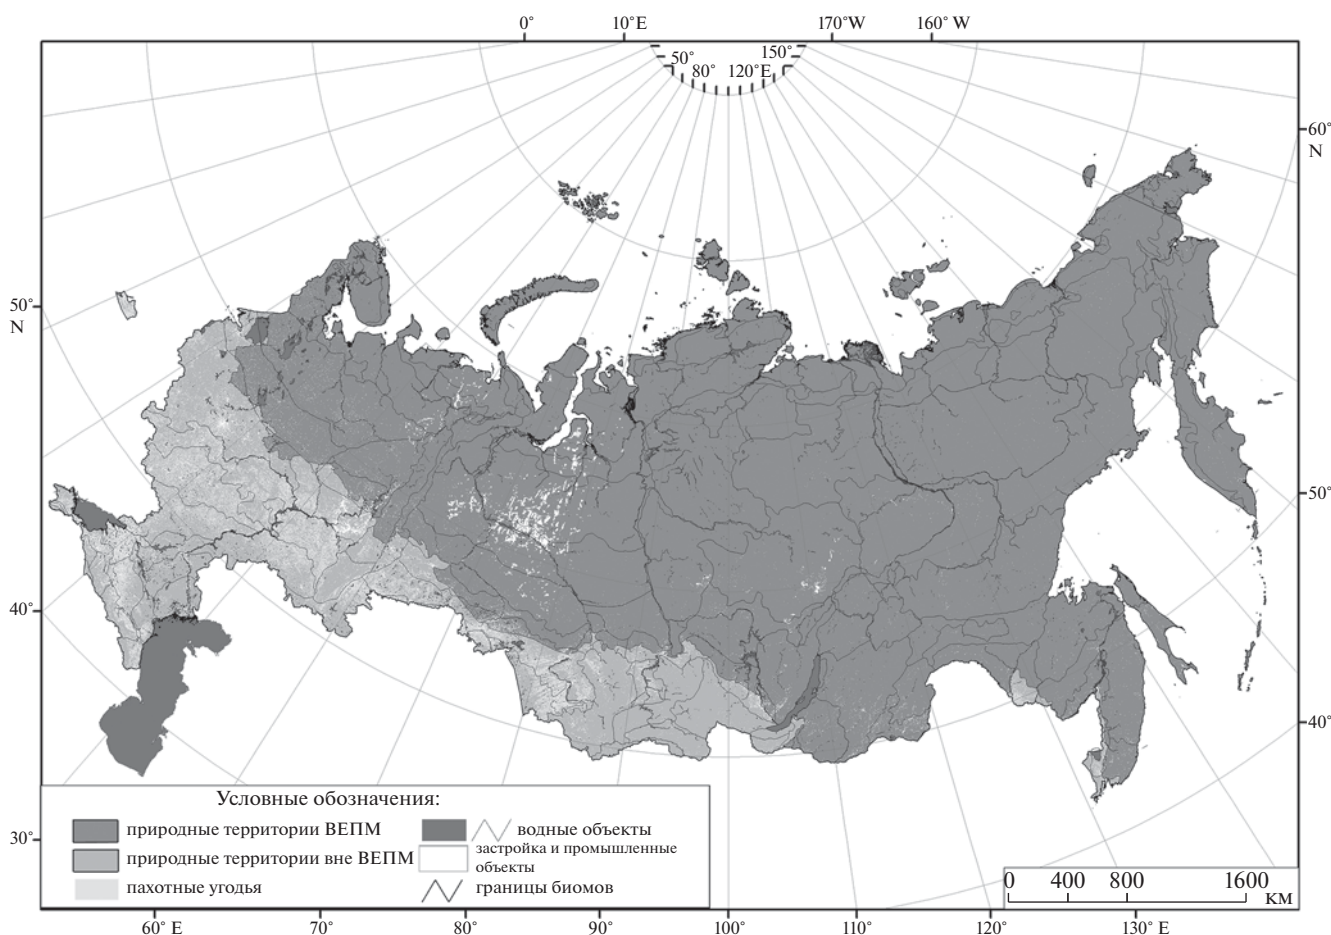 0° 10°E 170°W 160°W
50° 150°
80° 120°E
60°
N
50°
N
50°
40°
40°
30°
Условные обозначения:
природные территории ВЕПМ
природные территории вне ВЕПМ
пахотные угодья
водные объекты
застройка и промышленные
объекты
границы биомов
0 400 800 1600
км
60° E 70° 80° 90° 100° 110° 120° 130° E